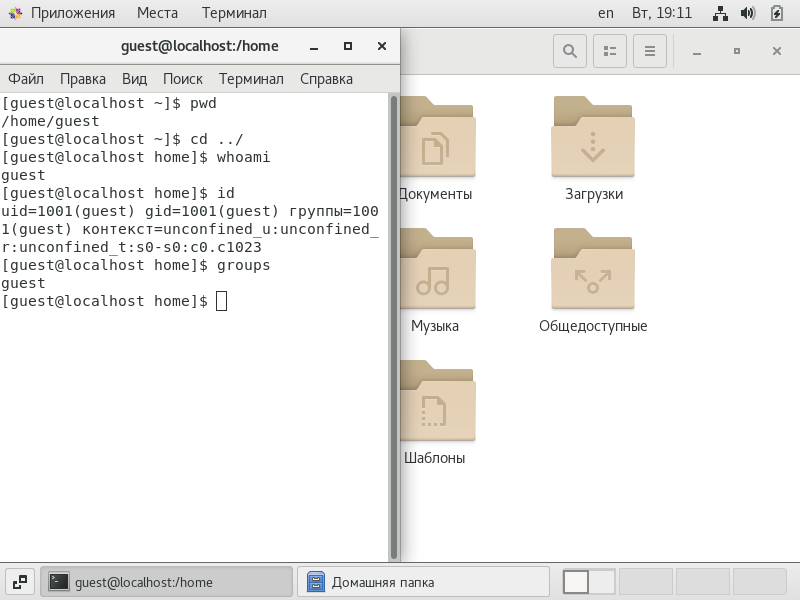 Приложения Места Терминал en Вт, 19:11
guest@localhost:/home
Файл Правка Вид Поиск Терминал Справка
[guest@localhost ~]$ pwd
/home/guest
[guest@localhost ~]$ cd ../
[guest@localhost home]$ whoami
guest
[guest@localhost home]$ id
uid=1001(guest) gid=1001(guest) группы=100
1(guest) контекст=unconfined_u:unconfined_
r:unconfined_t:s0-s0:c0.c1023
[guest@localhost home]$ groups
guest
[guest@localhost home]$
Документы Загрузки
Музыка Общедоступные
Шаблоны
guest@localhost:/home Домашняя папка